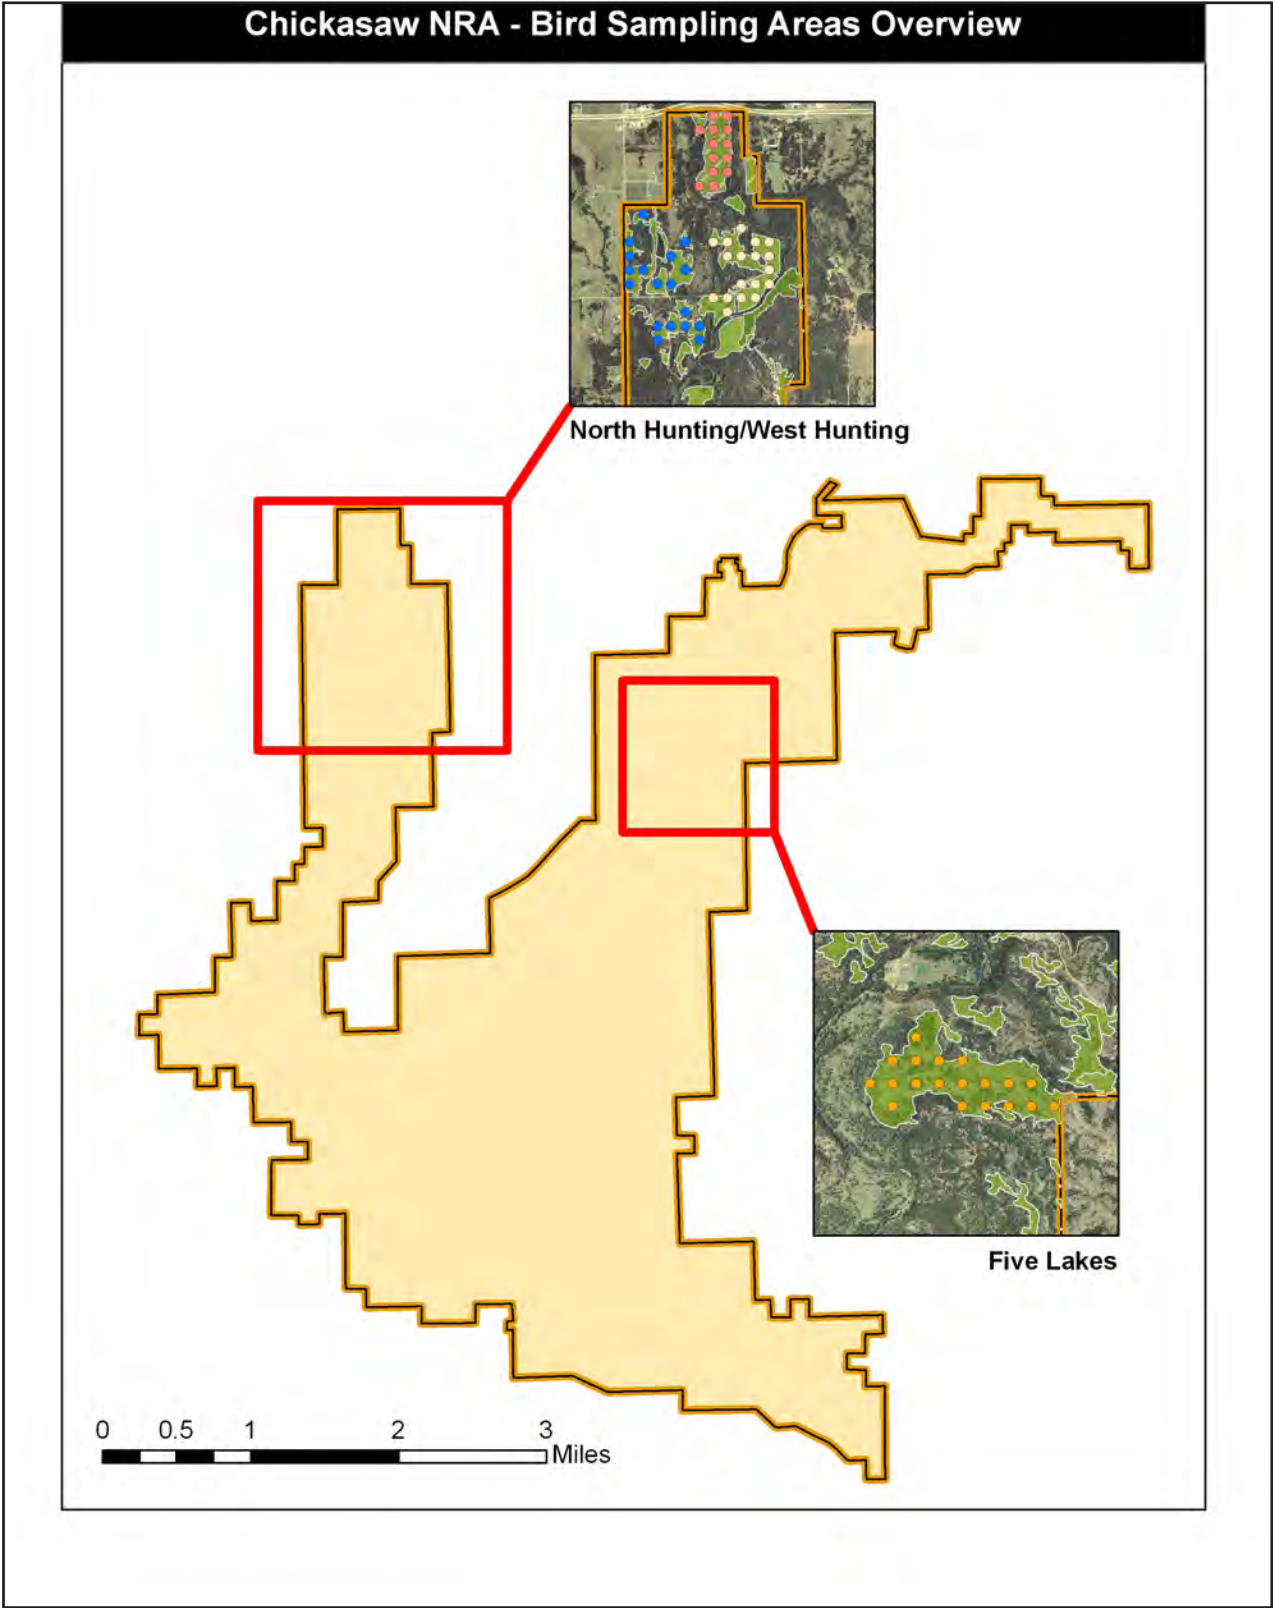 Chickasaw NRA - Bird Sampling Areas Overview
North Hunting/West Hunting
Five Lakes
0 0.5 1 2 3
Miles